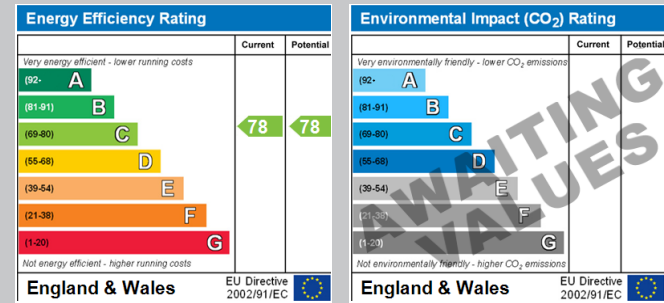 Energy Efficiency Rating
Current Potential
Very energy efficient - lower running costs
(92- A
(81-91) B
(69-80) C
78 78
(55-68) D
(39-54) E
(21-38) F
(1-20) G
Not energy efficient - higher running costs
England & Wales
EU Directive
2002/91/EC
Environmental Impact (CO₂) Rating
Current Potential
Very environmentally friendly - lower CO₂ emissions
(92- A
(81-91) B
(69-80) C
(55-68) D
(39-54) E
(21-38) F
(1-20) G
Not environmentally friendly - higher CO₂ emissions
AWAITING
VALUES
England & Wales
EU Directive
2002/91/EC